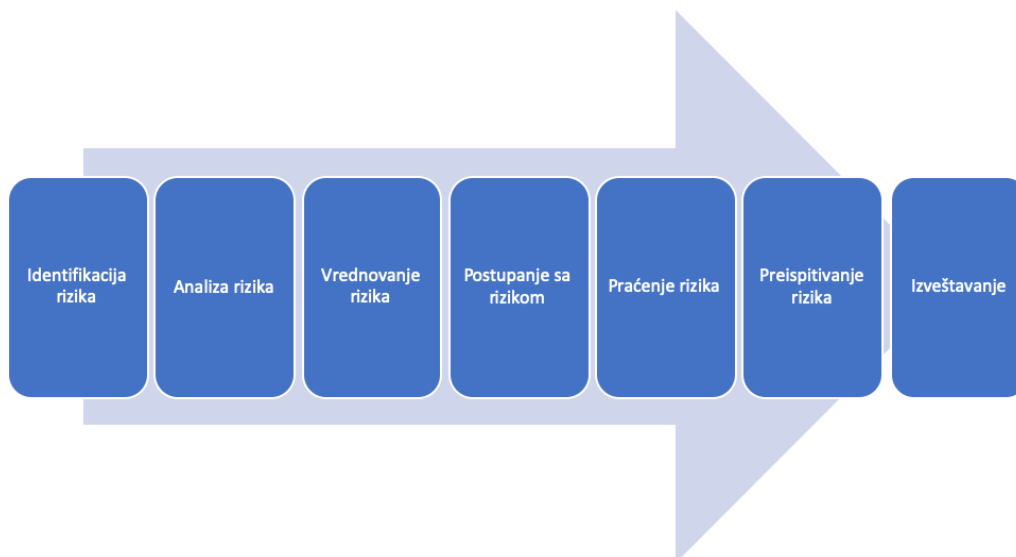 Identifikacija
rizika
Analiza rizika
Vrednovanje
rizika
Postupanje sa
rizikom
Praćenje rizika
Preispitivanje
rizika
Izveštavanje